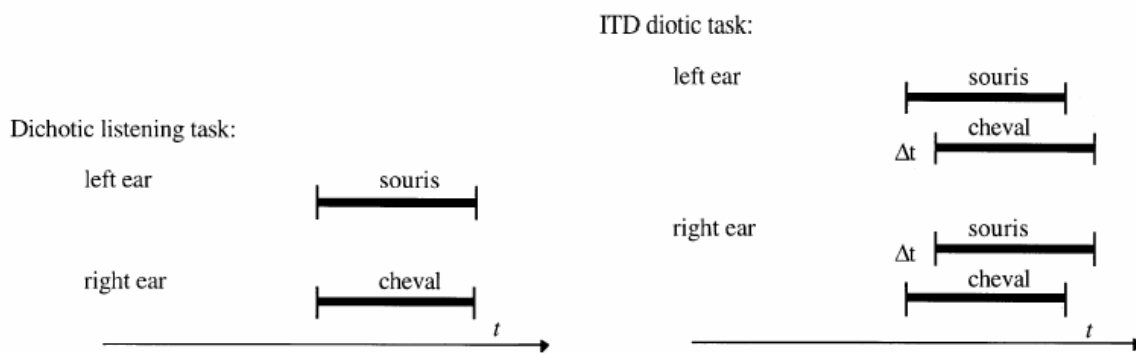 Dichotic listening task:
left ear
souris
right ear
cheval
t
ITD diotic task:
left ear
souris
cheval
Δt
right ear
souris
Δt
cheval
t